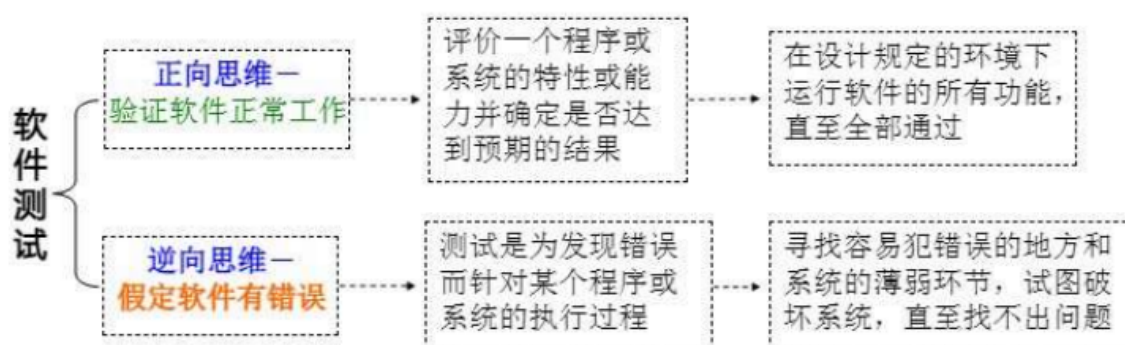 软件测试
正向思维－
验证软件正常工作
评价一个程序或
系统的特性或能
力并确定是否达
到预期的结果
在设计规定的环境下
运行软件的所有功能，
直至全部通过
逆向思维－
假定软件有错误
测试是为发现错误
而针对某个程序或
系统的执行过程
寻找容易犯错误的地方和
系统的薄弱环节，试图破
坏系统，直至找不出问题